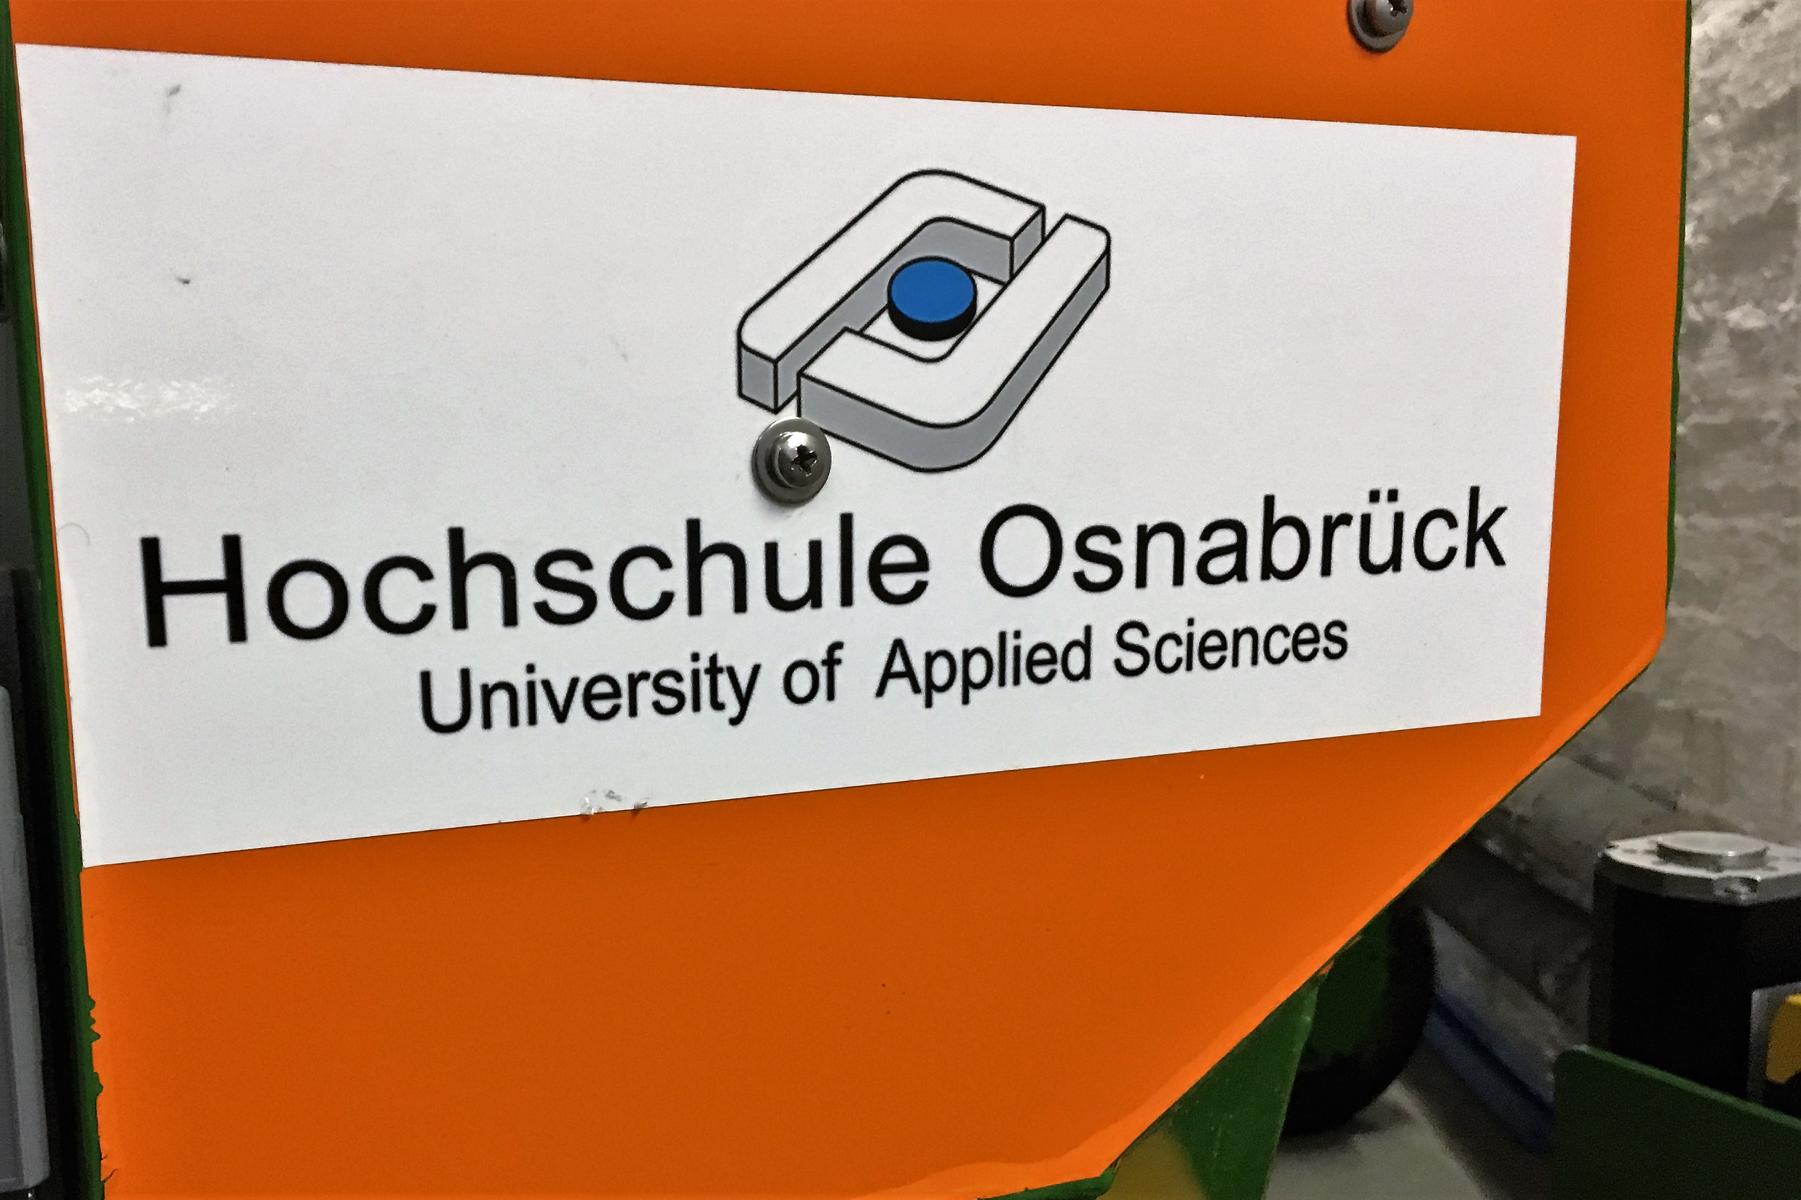 Hochschule Osnabrück
University of Applied Sciences